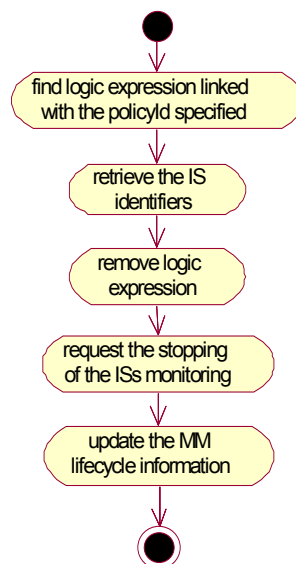 find logic expression linked
with the policyId specified
retrieve the IS
identifiers
remove logic
expression
request the stopping
of the ISs monitoring
update the MM
lifecycle information